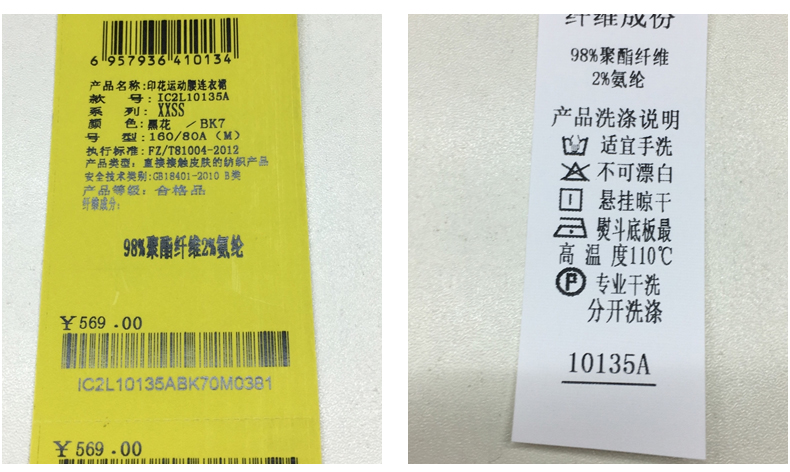 6 957936 410134
产品名称:印花运动腰连衣裙
款 号:IC2L10135A
系 列: XXSS
颜 色:黑花 /BK7
号 型:160/80A (M)
执行标准:FZ/T81004-2012
产品类型: 直接接触皮肤的纺织产品
安全技术类别:GB18401-2010 B类
产品等级: 合格品
纤维成分:
98%聚酯纤维2%氨纶
¥569.00
IC2L10135ABK70M0381
¥569.00
纤维成份
98%聚酯纤维
2%氨纶
产品洗涤说明
适宜手洗
不可漂白
悬挂晾干
熨斗底板最
高 温 度110℃
P 专业干洗
分开洗涤
10135A